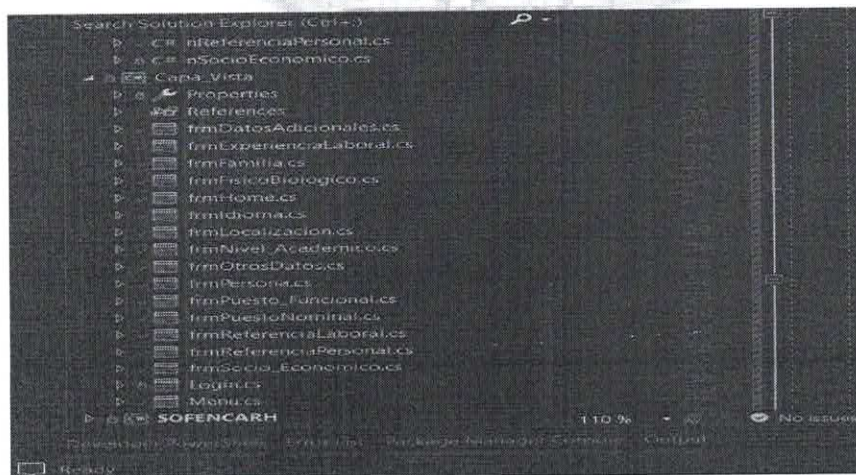 Search Solution Explorer (Ctrl+;)
C# nReferenciaPersonal.cs
C# nSocioEconomico.cs
Capa_Vista
Properties
References
frmDatosAdicionales.cs
frmExperienciaLaboral.cs
frmFamilia.cs
frmFisicoBiologico.cs
frmHome.cs
frmIdioma.cs
frmLocalizacion.cs
frmNivel_Academico.cs
frmOtrosDatos.cs
frmPersona.cs
frmPuesto_Funcional.cs
frmPuestoNominal.cs
frmReferenciaLaboral.cs
frmReferenciaPersonal.cs
frmSocio_Economico.cs
Login.cs
Menu.cs
SOFENCARH
110 %
No issues
Developer PowerShell Error List Package Manager Console Output
Ready